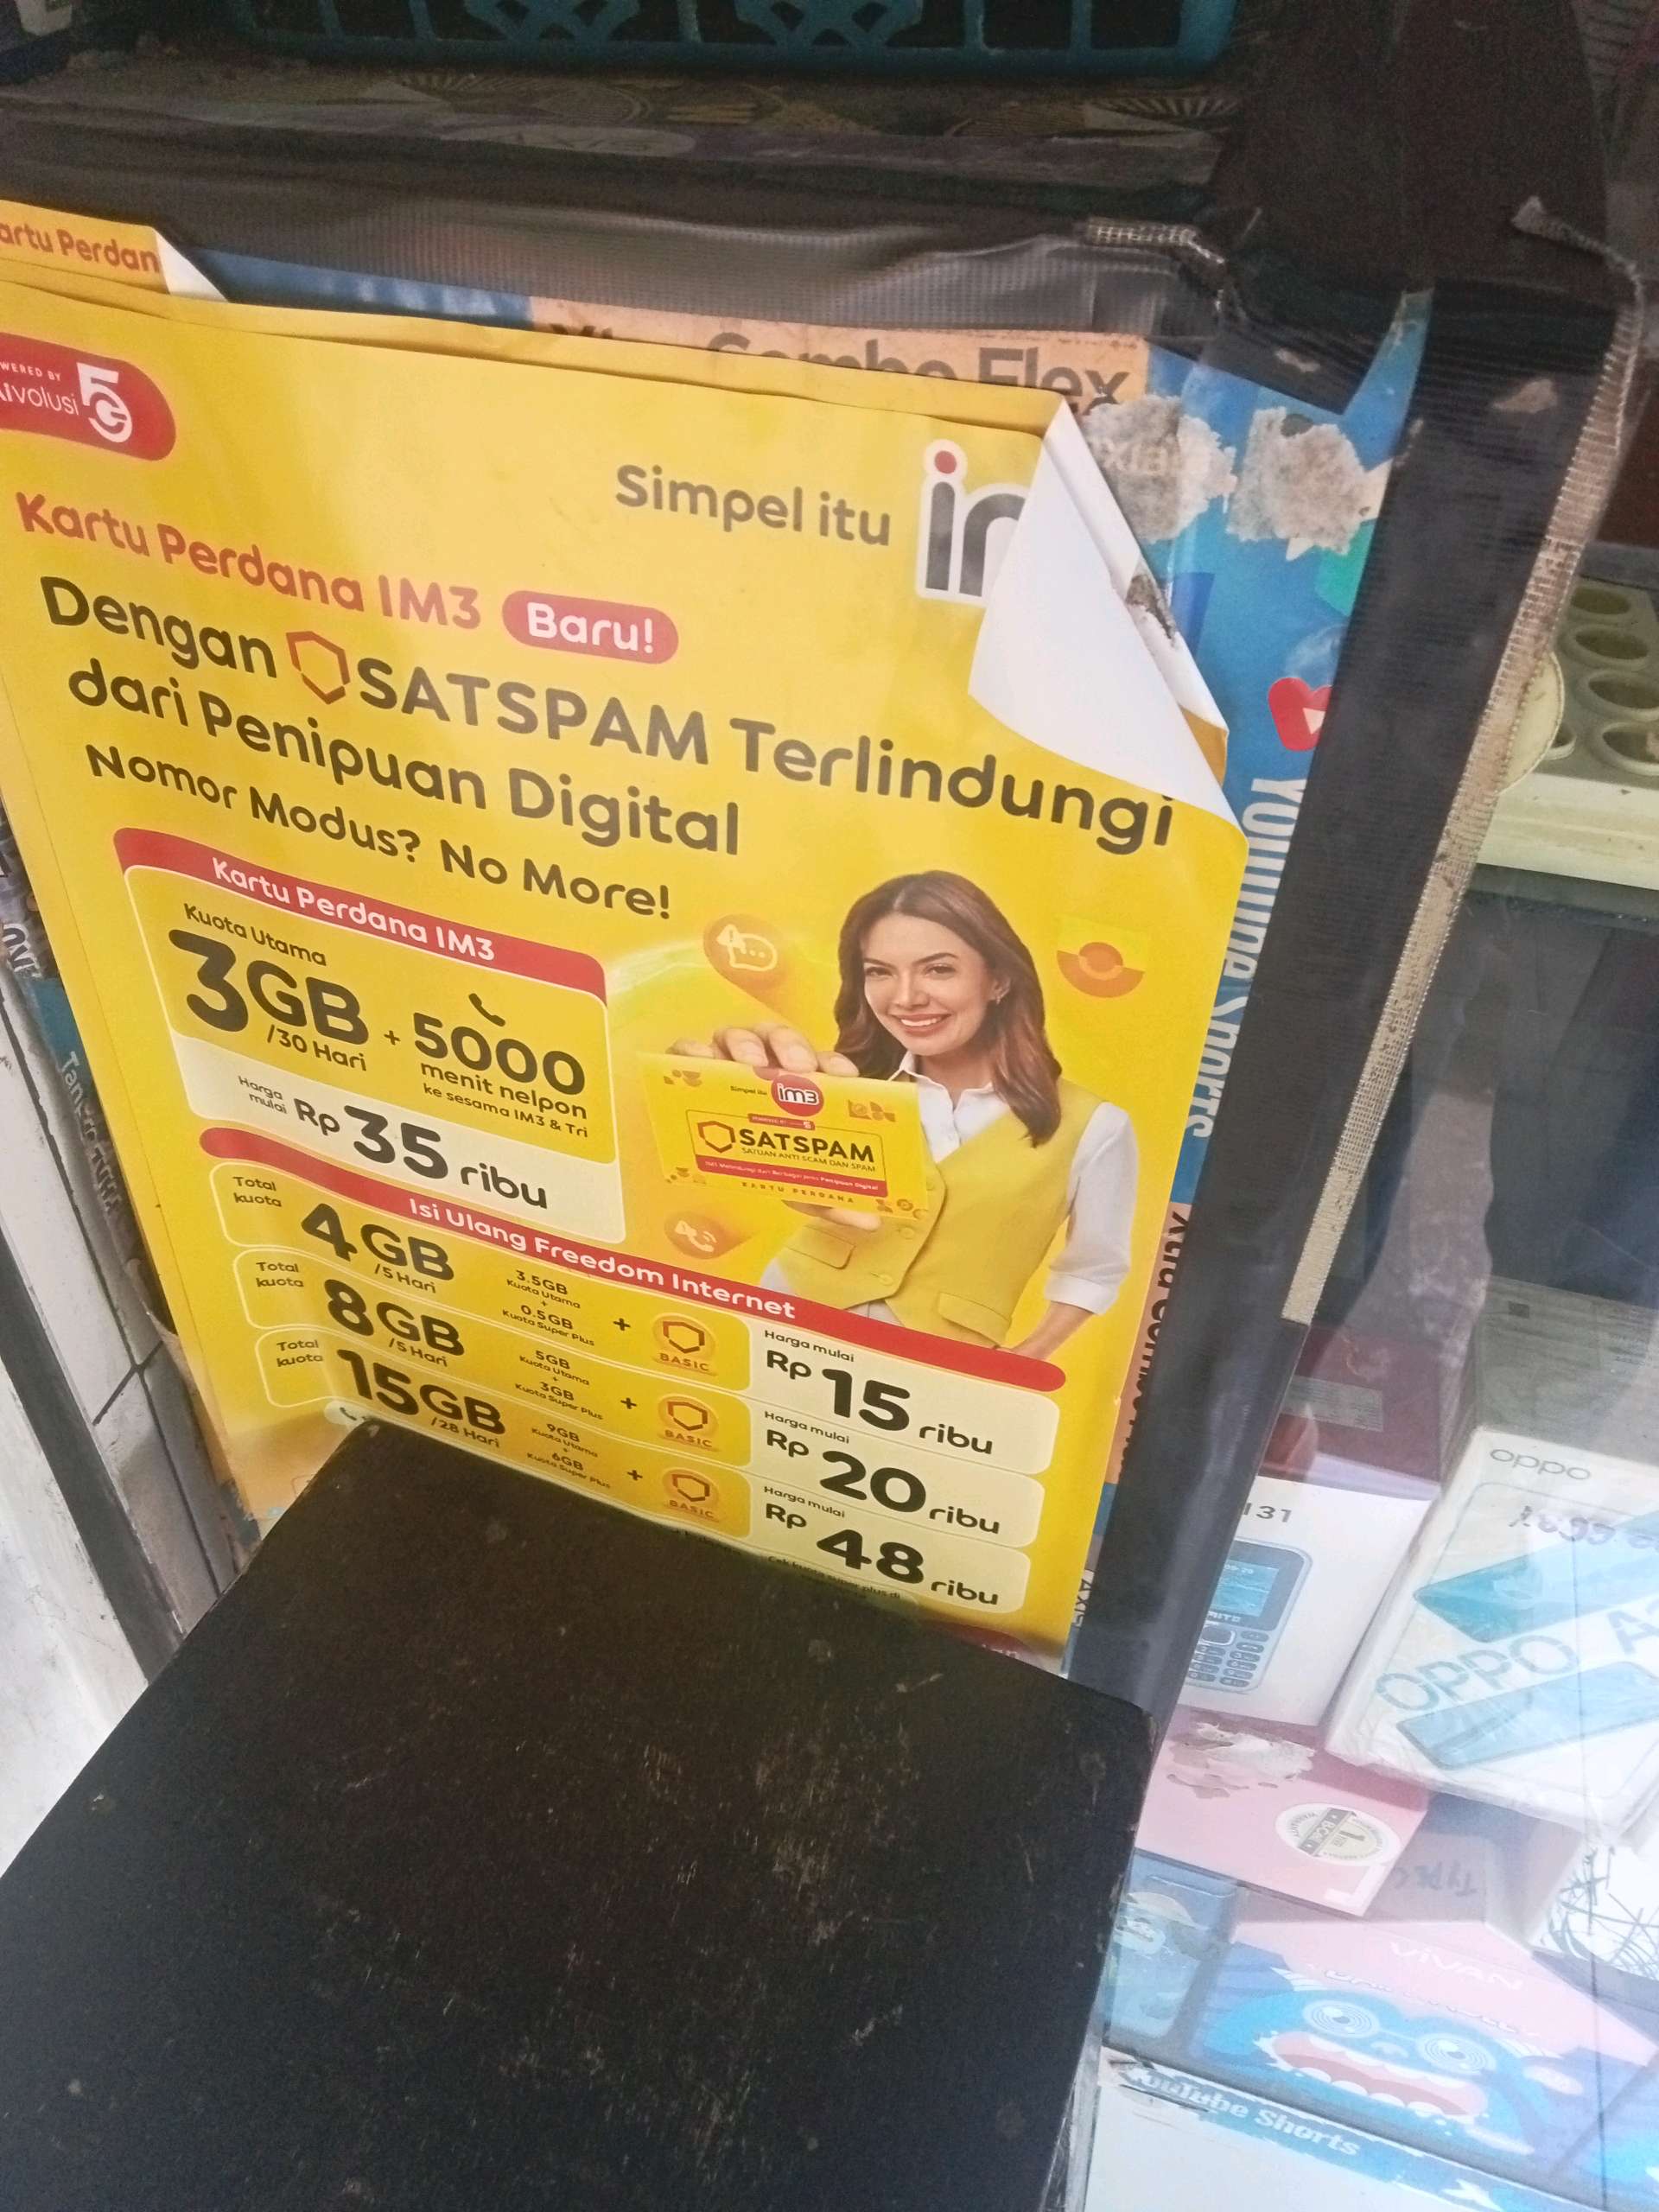 artu Perdan
Combo Flex
WERED BY
AIvolusi 5G
Simpel itu
Kartu Perdana IM3 Baru!
Dengan SATSPAM Terlindungi
dari Penipuan Digital
Nomor Modus? No More!
Kartu Perdana IM3
Kuota Utama
3GB
/30 Hari
+
5000
menit nelpon
ke sesama IM3 & Tri
Harga
mulai
Rp 35 ribu
Simpel itu im3
SATSPAM
SATUAN ANTI SCAM DAN SPAM
KARTU PERDANA
Isi Ulang Freedom Internet
Total
kuota
4GB
/5 Hari
3.5GB
Kuota Utama
+
0.5GB
Kuota Super Plus
+
BASIC
Harga mulai
Rp 15 ribu
Total
kuota
8GB
/5 Hari
5GB
Kuota Utama
+
3GB
Kuota Super Plus
+
BASIC
Harga mulai
Rp 20 ribu
Total
kuota
15GB
/28 Hari
9GB
Kuota Utama
+
6GB
Kuota Super Plus
+
BASIC
Harga mulai
Rp 48 ribu
oppo
131
OPPO
ViVAN
YouTube Shorts